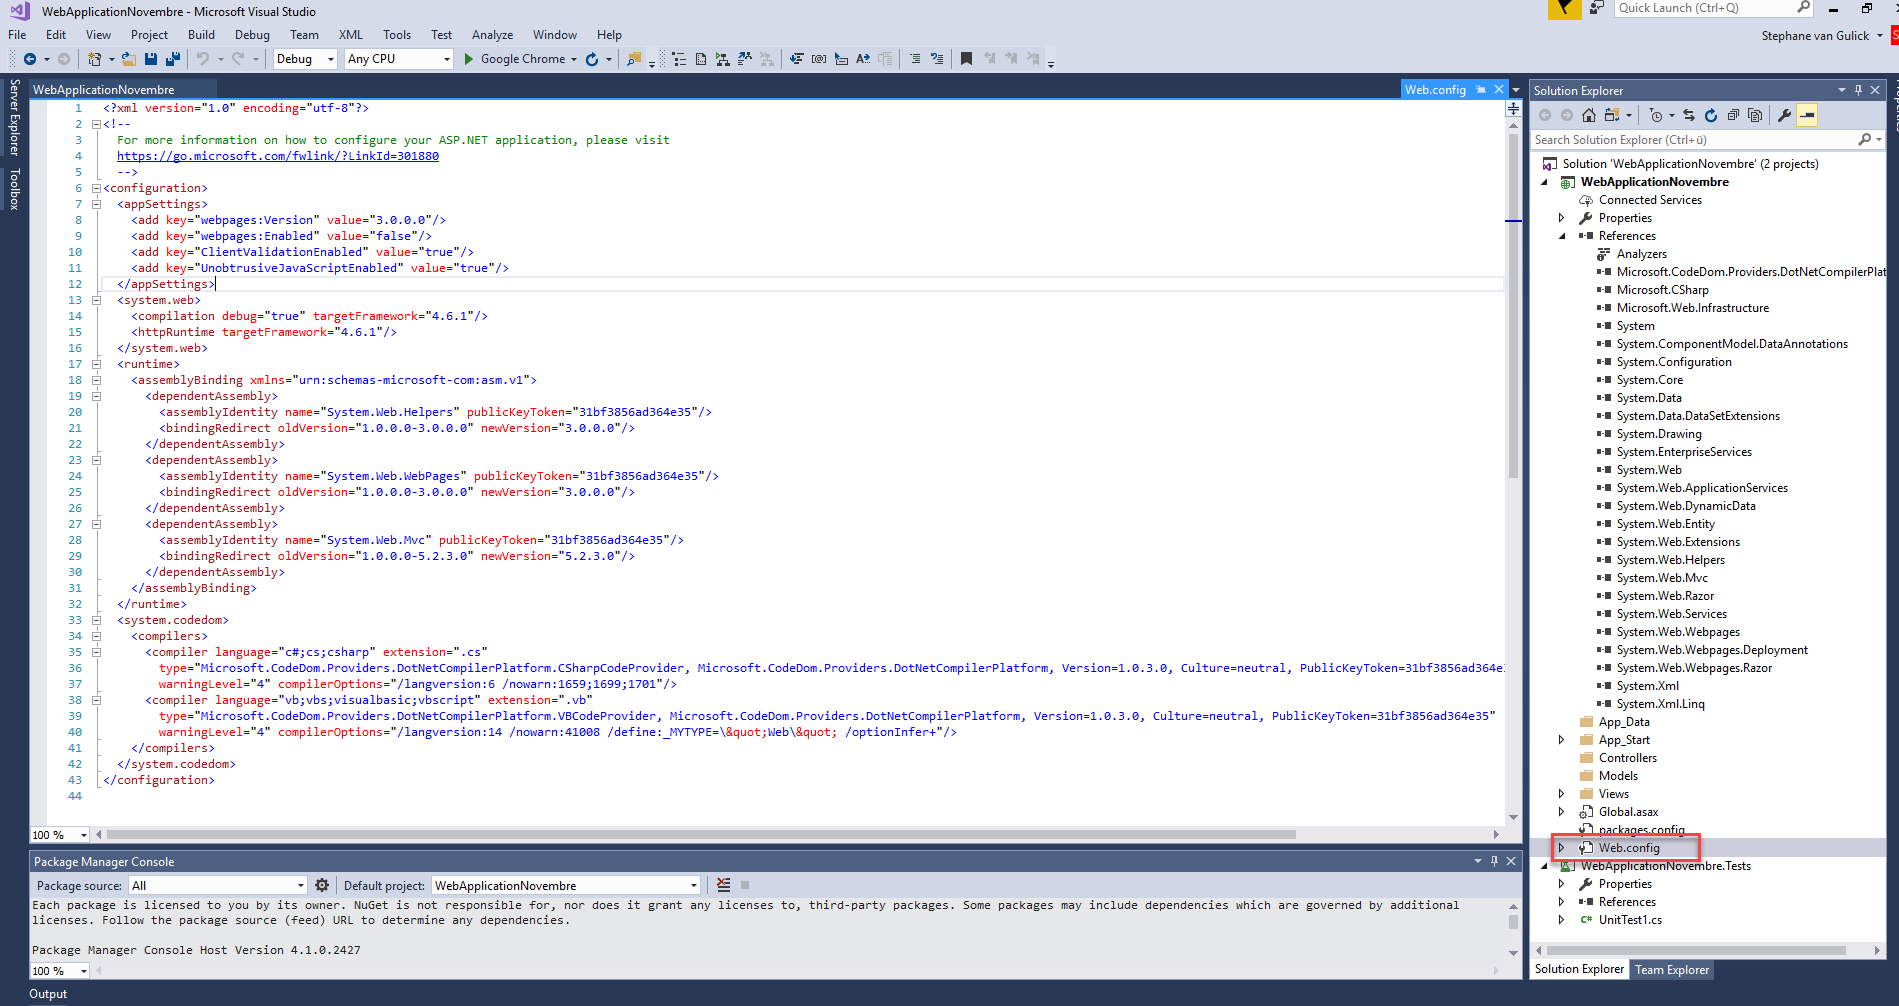 WebApplicationNovembre - Microsoft Visual Studio
Quick Launch (Ctrl+Q)
File Edit View Project Build Debug Team XML Tools Test Analyze Window Help
Stephane van Gulick
Debug Any CPU Google Chrome
Server Explorer
Toolbox
WebApplicationNovembre
Web.config
1 <?xml version="1.0" encoding="utf-8"?>
2 <!--
3 For more information on how to configure your ASP.NET application, please visit
4 https://go.microsoft.com/fwlink/?LinkId=301880
5 -->
6 <configuration>
7 <appSettings>
8 <add key="webpages:Version" value="3.0.0.0"/>
9 <add key="webpages:Enabled" value="false"/>
10 <add key="ClientValidationEnabled" value="true"/>
11 <add key="UnobtrusiveJavaScriptEnabled" value="true"/>
12 </appSettings>
13 <system.web>
14 <compilation debug="true" targetFramework="4.6.1"/>
15 <httpRuntime targetFramework="4.6.1"/>
16 </system.web>
17 <runtime>
18 <assemblyBinding xmlns="urn:schemas-microsoft-com:asm.v1">
19 <dependentAssembly>
20 <assemblyIdentity name="System.Web.Helpers" publicKeyToken="31bf3856ad364e35"/>
21 <bindingRedirect oldVersion="1.0.0.0-3.0.0.0" newVersion="3.0.0.0"/>
22 </dependentAssembly>
23 <dependentAssembly>
24 <assemblyIdentity name="System.Web.WebPages" publicKeyToken="31bf3856ad364e35"/>
25 <bindingRedirect oldVersion="1.0.0.0-3.0.0.0" newVersion="3.0.0.0"/>
26 </dependentAssembly>
27 <dependentAssembly>
28 <assemblyIdentity name="System.Web.Mvc" publicKeyToken="31bf3856ad364e35"/>
29 <bindingRedirect oldVersion="1.0.0.0-5.2.3.0" newVersion="5.2.3.0"/>
30 </dependentAssembly>
31 </assemblyBinding>
32 </runtime>
33 <system.codedom>
34 <compilers>
35 <compiler language="c#;cs;csharp" extension=".cs"
36 type="Microsoft.CodeDom.Providers.DotNetCompilerPlatform.CSharpCodeProvider, Microsoft.CodeDom.Providers.DotNetCompilerPlatform, Version=1.0.3.0, Culture=neutral, PublicKeyToken=31bf3856ad364e3
37 warningLevel="4" compilerOptions="/langversion:6 /nowarn:1659;1699;1701"/>
38 <compiler language="vb;vbs;visualbasic;vbscript" extension=".vb"
39 type="Microsoft.CodeDom.Providers.DotNetCompilerPlatform.VBCodeProvider, Microsoft.CodeDom.Providers.DotNetCompilerPlatform, Version=1.0.3.0, Culture=neutral, PublicKeyToken=31bf3856ad364e35"
40 warningLevel="4" compilerOptions="/langversion:14 /nowarn:41008 /define:_MYTYPE=\&quot;Web\&quot; /optionInfer+"/>
41 </compilers>
42 </system.codedom>
43 </configuration>
44
100 %
Package Manager Console
Package source: All Default project: WebApplicationNovembre
Each package is licensed to you by its owner. NuGet is not responsible for, nor does it grant any licenses to, third-party packages. Some packages may include dependencies which are governed by additional
licenses. Follow the package source (feed) URL to determine any dependencies.
Package Manager Console Host Version 4.1.0.2427
100 %
Output
Solution Explorer
Search Solution Explorer (Ctrl+ü)
Solution 'WebApplicationNovembre' (2 projects)
WebApplicationNovembre
Connected Services
Properties
References
Analyzers
Microsoft.CodeDom.Providers.DotNetCompilerPlat
Microsoft.CSharp
Microsoft.Web.Infrastructure
System
System.ComponentModel.DataAnnotations
System.Configuration
System.Core
System.Data
System.Data.DataSetExtensions
System.Drawing
System.EnterpriseServices
System.Web
System.Web.ApplicationServices
System.Web.DynamicData
System.Web.Entity
System.Web.Extensions
System.Web.Helpers
System.Web.Mvc
System.Web.Razor
System.Web.Services
System.Web.Webpages
System.Web.Webpages.Deployment
System.Web.Webpages.Razor
System.Xml
System.Xml.Linq
App_Data
App_Start
Controllers
Models
Views
Global.asax
packages.config
Web.config
WebApplicationNovembre.Tests
Properties
References
C# UnitTest1.cs
Solution Explorer Team Explorer